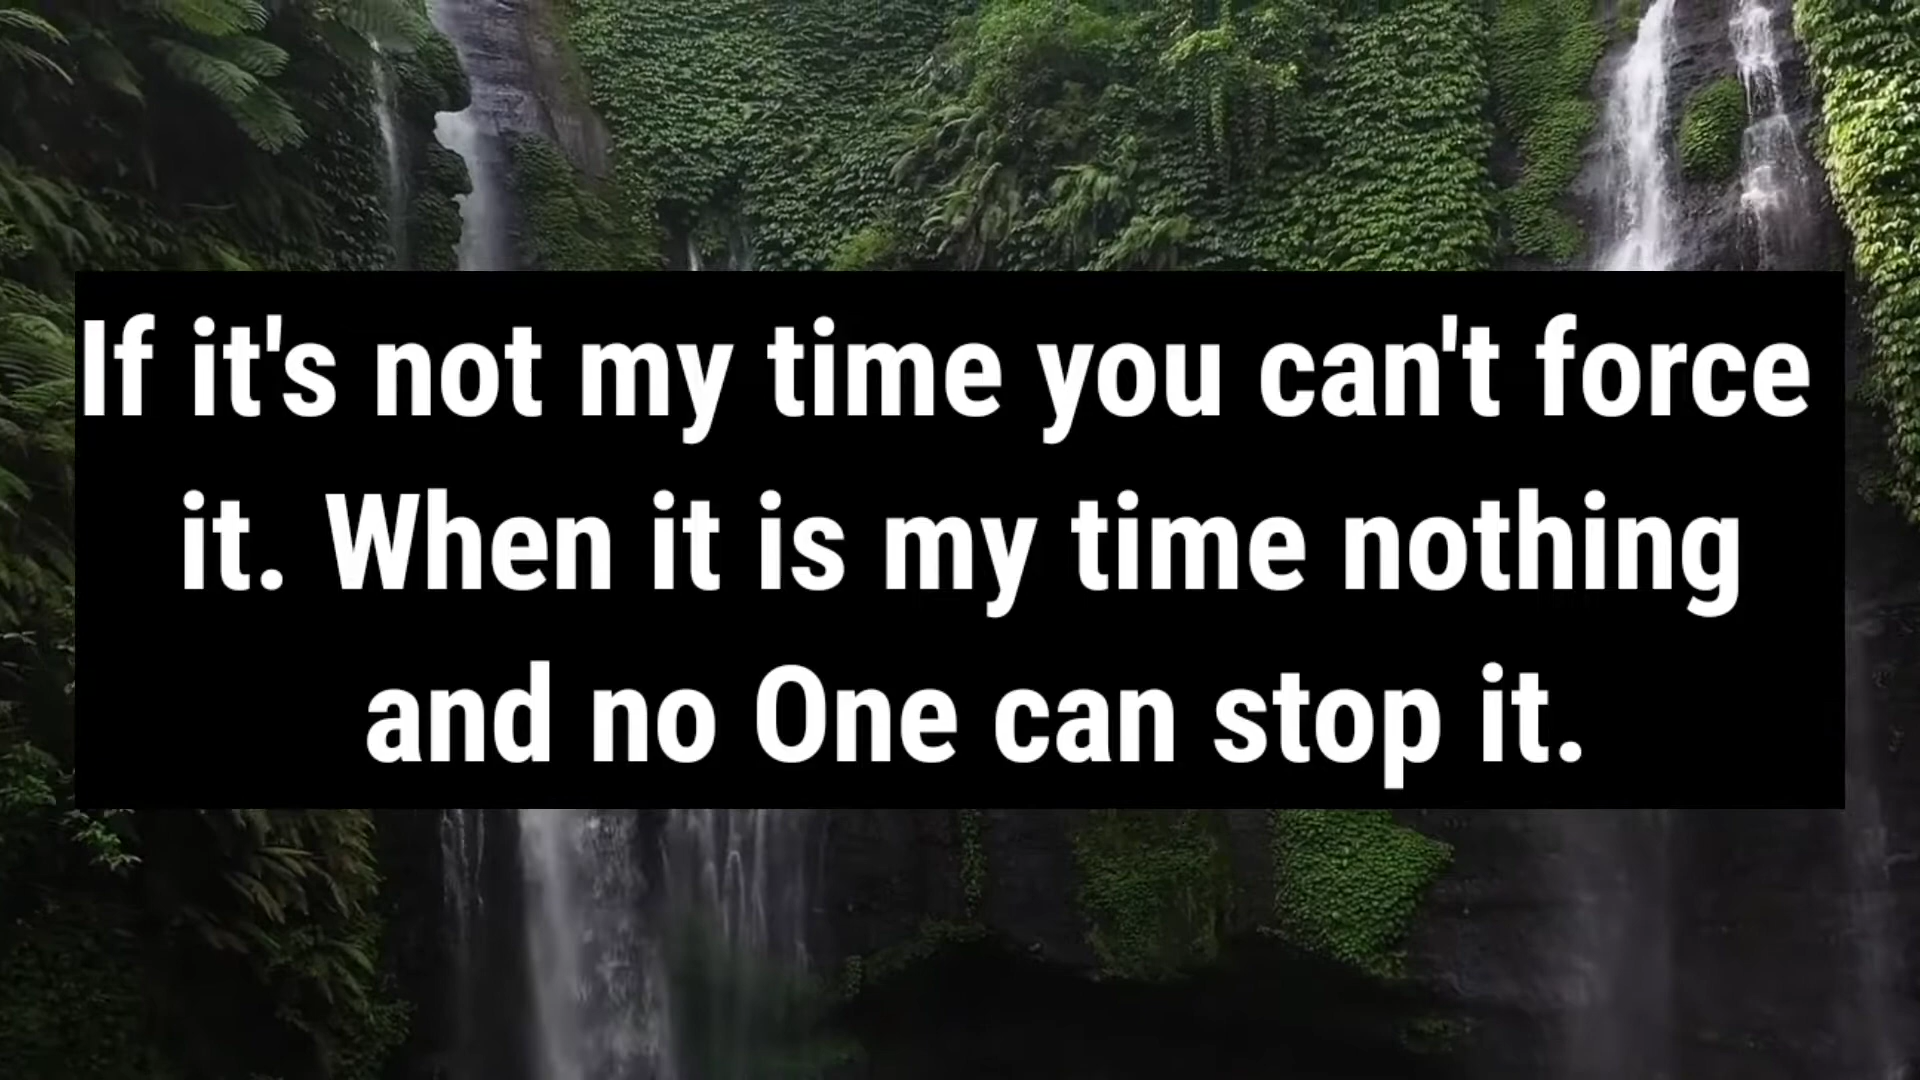 If it's not my time you can't force
it. When it is my time nothing
and no One can stop it.